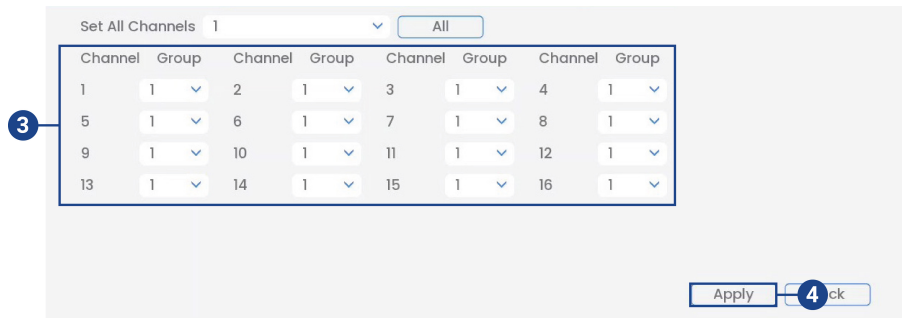 Set All Channels 1 All
Channel Group Channel Group Channel Group Channel Group
1 1 2 1 3 1 4 1
3
5 1 6 1 7 1 8 1
9 1 10 1 11 1 12 1
13 1 14 1 15 1 16 1
Apply 4 ck